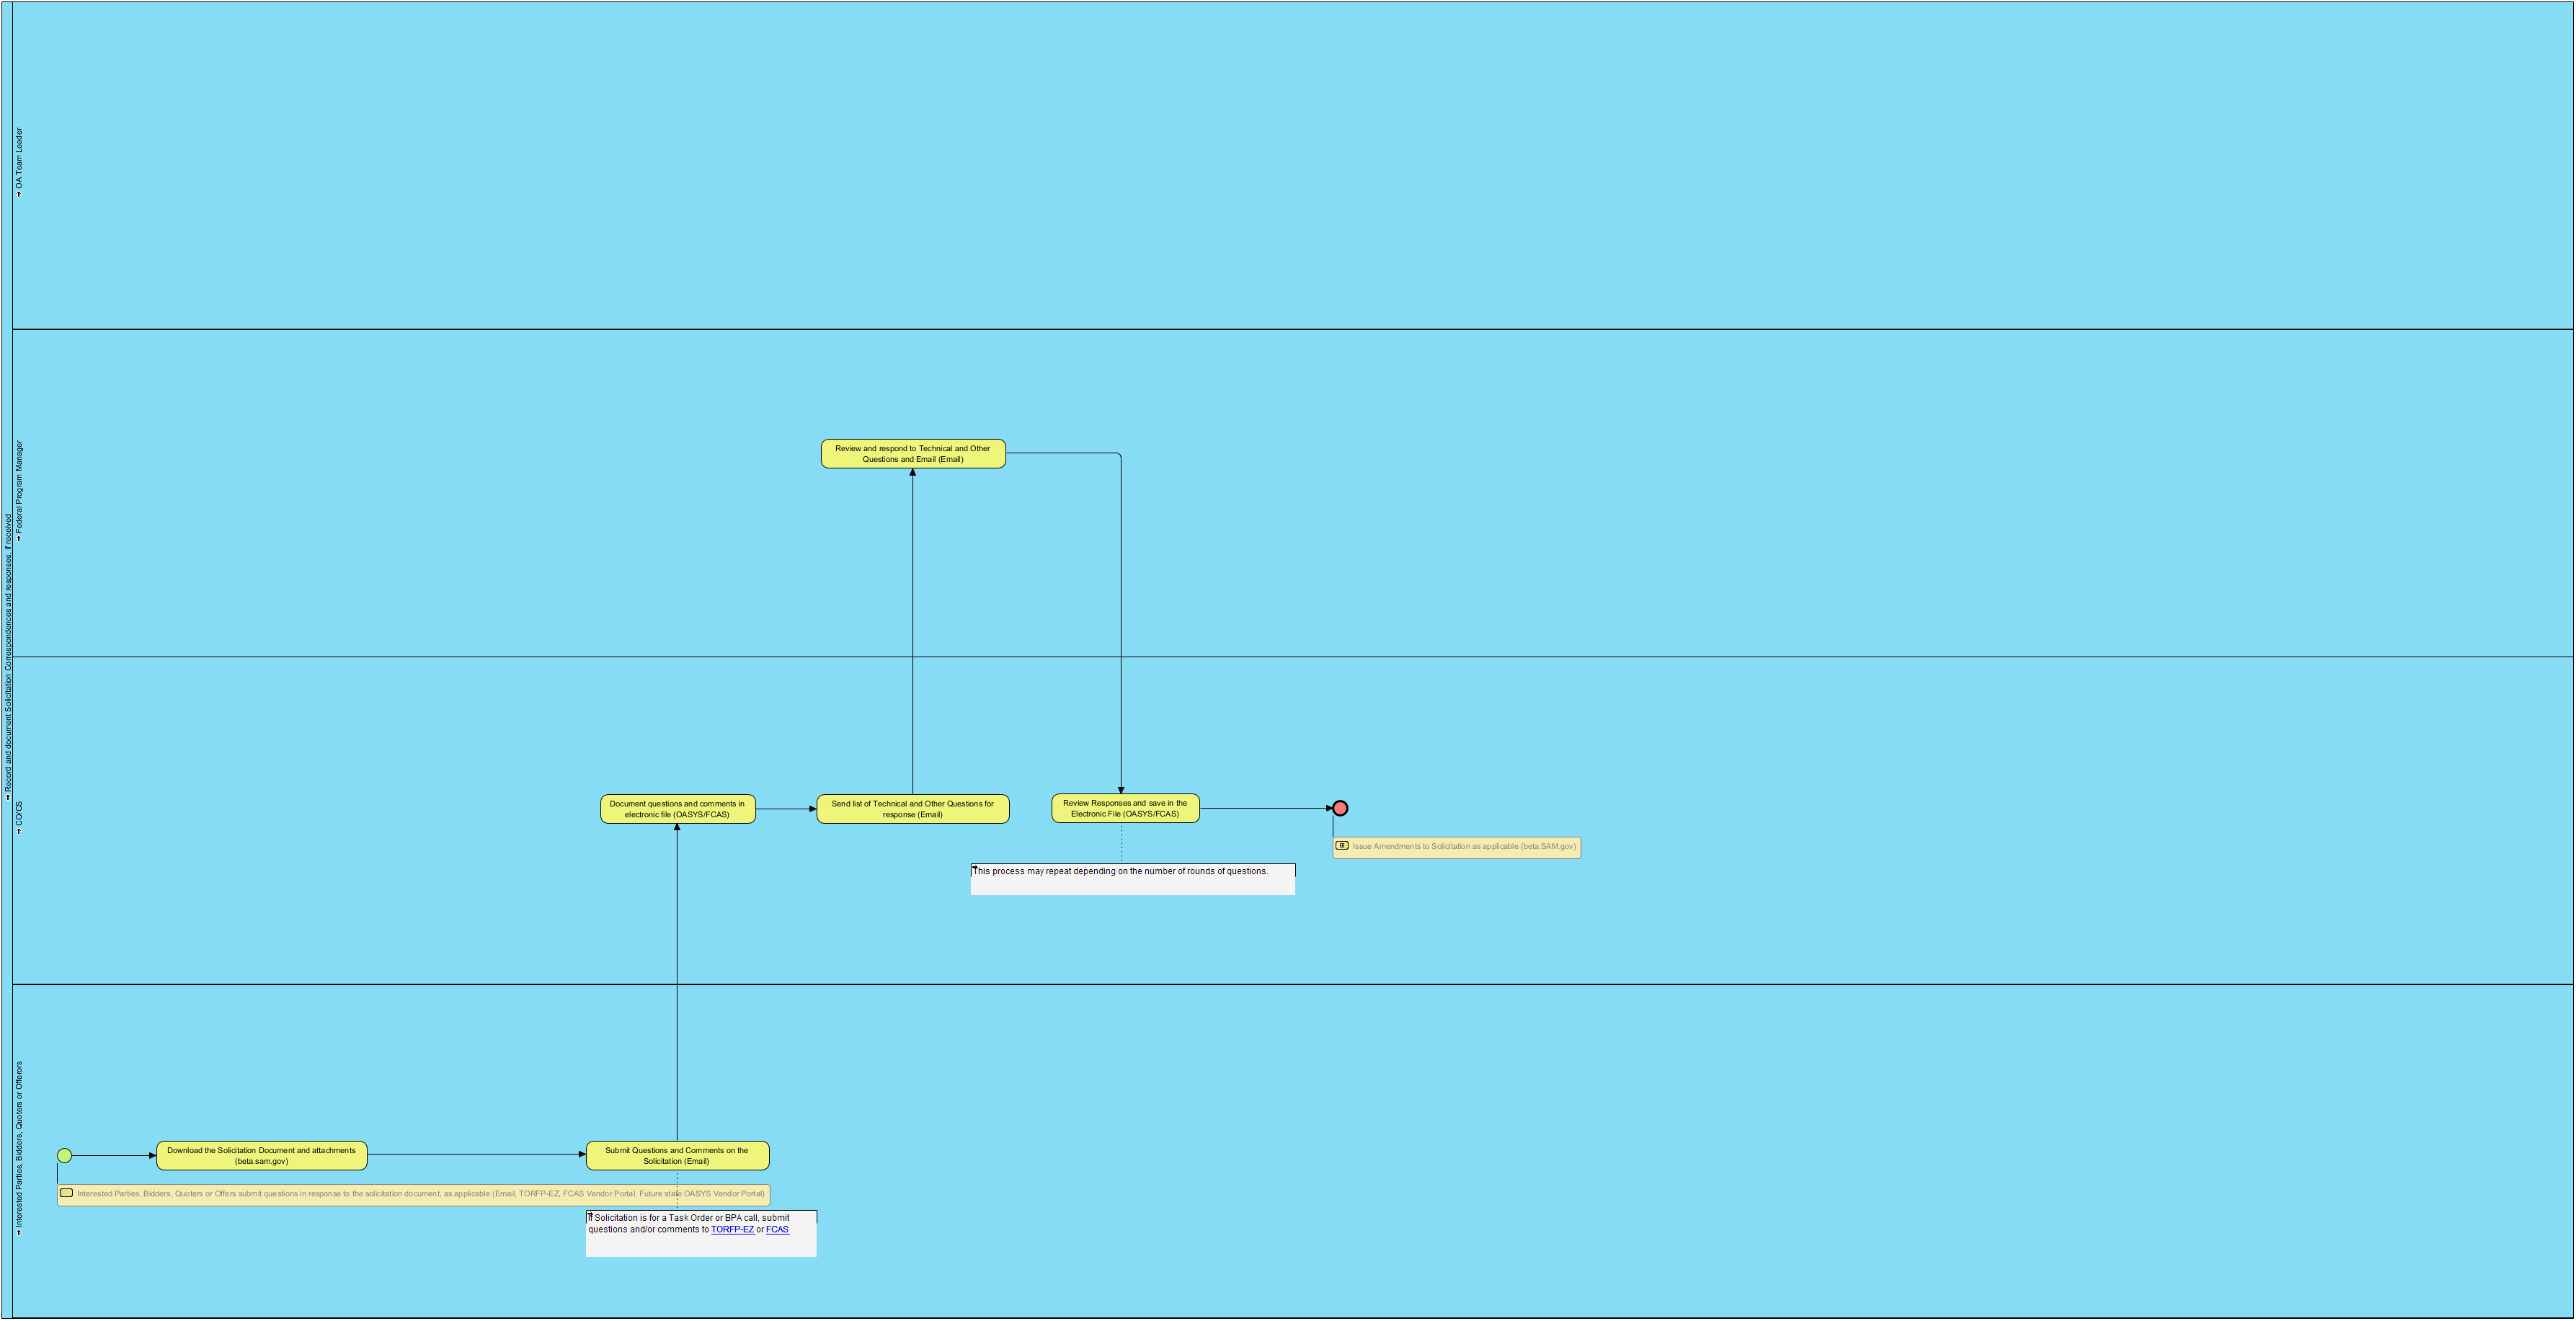 Record and document Solicitation Correspondences and responses, if received
OA Team Leader
Federal Program Manager
Review and respond to Technical and Other
Questions and Email (Email)
CO/CS
Document questions and comments in
electronic file (OASYS/FCAS)
Send list of Technical and Other Questions for
response (Email)
Review Responses and save in the
Electronic File (OASYS/FCAS)
Issue Amendments to Solicitation as applicable (beta.SAM.gov)
This process may repeat depending on the number of rounds of questions.
Interested Parties, Bidders, Quoters or Offerors
Download the Solicitation Document and attachments
(beta.sam.gov)
Submit Questions and Comments on the
Solicitation (Email)
Interested Parties, Bidders, Quoters or Offers submit questions in response to the solicitation document, as applicable (Email, TORFP-EZ, FCAS Vendor Portal, Future state OASYS Vendor Portal)
If Solicitation is for a Task Order or BPA call, submit
questions and/or comments to TORFP-EZ or FCAS